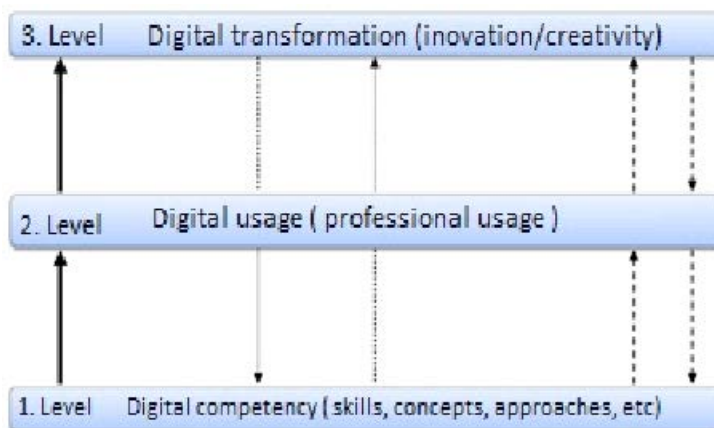 3. Level Digital transformation (inovation/creativity)
2. Level Digital usage ( professional usage )
1. Level Digital competency ( skills, concepts, approaches, etc)